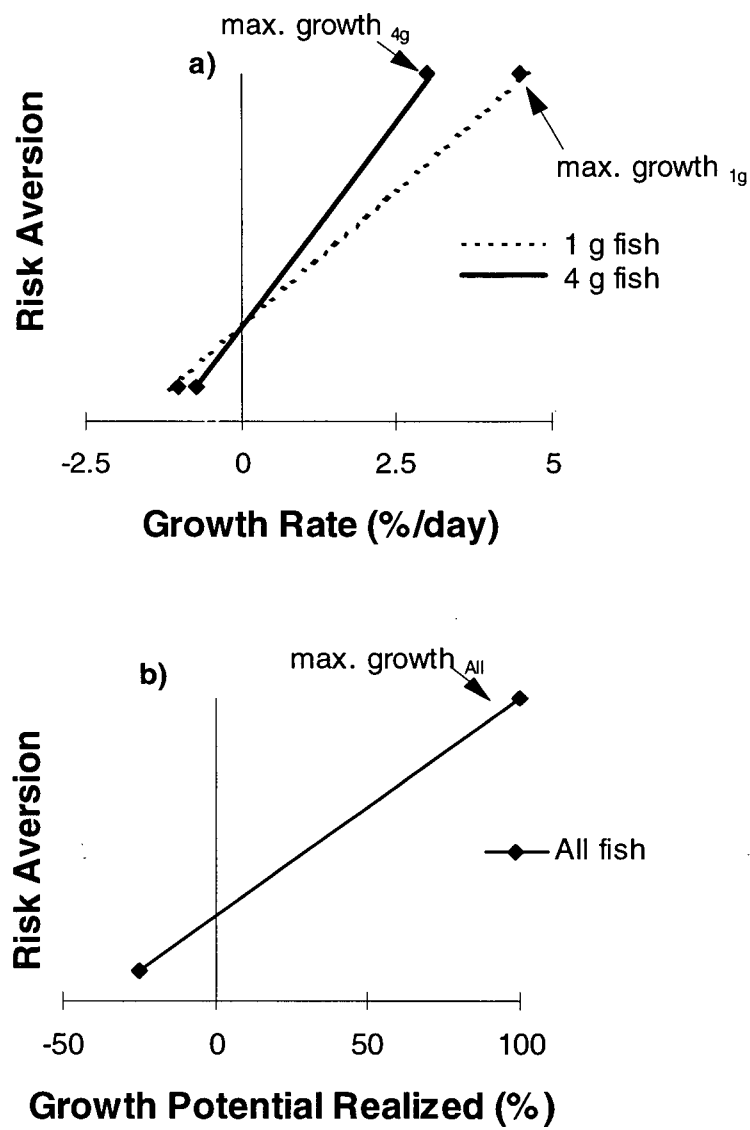 max. growth 4g
a)
Risk Aversion
max. growth 1g
1 g fish
4 g fish
-2.5 0 2.5 5
Growth Rate (%/day)
max. growth All
b)
Risk Aversion
All fish
-50 0 50 100
Growth Potential Realized (%)